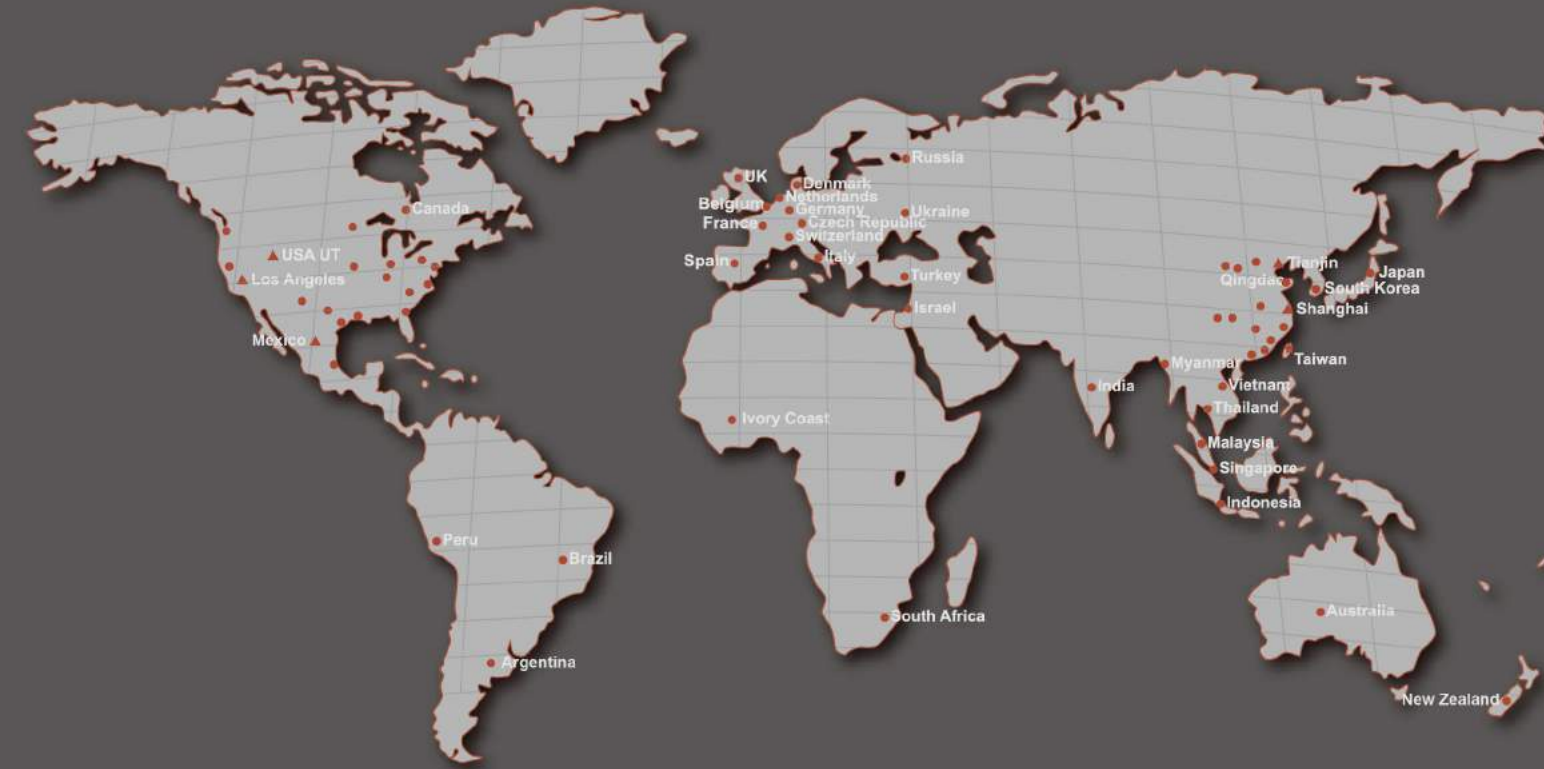 Russia
UK
Denmark
Nethorlands
Belgium
Germany
Canada
Ukraine
France
Czech Republic
Switzerland
USA UT
Italy
Spain
Tianjin
Turkey
Japan
Los Angeles
Qingdao
South Korea
Israel
Shanghai
Mexico
Taiwan
Myanmar
India
Vietnam
Thailand
Ivory Coast
Malaysia
Singapore
Indonesia
Peru
Brazil
Australia
South Africa
Argentina
New Zealand